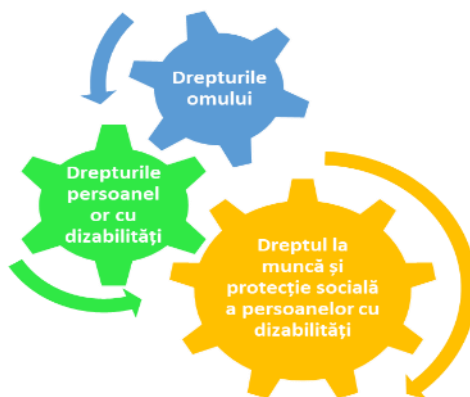 Drepturile
omului
Drepturile
persoanel
or cu
dizabilități
Dreptul la
muncă și
protecție socială
a persoanelor cu
dizabilități